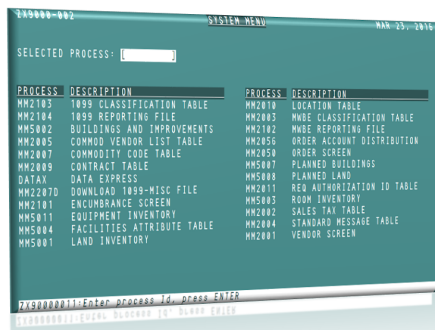 ZX9000-002 SYSTEM MENU MAR 23, 2016
SELECTED PROCESS: [ ]
PROCESS DESCRIPTION
MM2103 1099 CLASSIFICATION TABLE
MM2104 1099 REPORTING FILE
MM5002 BUILDINGS AND IMPROVEMENTS
MM2005 COMMOD VENDOR LIST TABLE
MM2007 COMMODITY CODE TABLE
MM2009 CONTRACT TABLE
DATAX DATA EXPRESS
MM2207D DOWNLOAD 1099-MISC FILE
MM2101 ENCUMBRANCE SCREEN
MM5011 EQUIPMENT INVENTORY
MM5004 FACILITIES ATTRIBUTE TABLE
MM5001 LAND INVENTORY
PROCESS DESCRIPTION
MM2010 LOCATION TABLE
MM2003 MWBE CLASSIFICATION TABLE
MM2102 MWBE REPORTING FILE
MM2056 ORDER ACCOUNT DISTRIBUTION
MM2050 ORDER SCREEN
MM5007 PLANNED BUILDINGS
MM5008 PLANNED LAND
MM2011 REQ AUTHORIZATION ID TABLE
MM5003 ROOM INVENTORY
MM2002 SALES TAX TABLE
MM2004 STANDARD MESSAGE TABLE
MM2001 VENDOR SCREEN
ZX90000011:Enter process Id, press ENTER